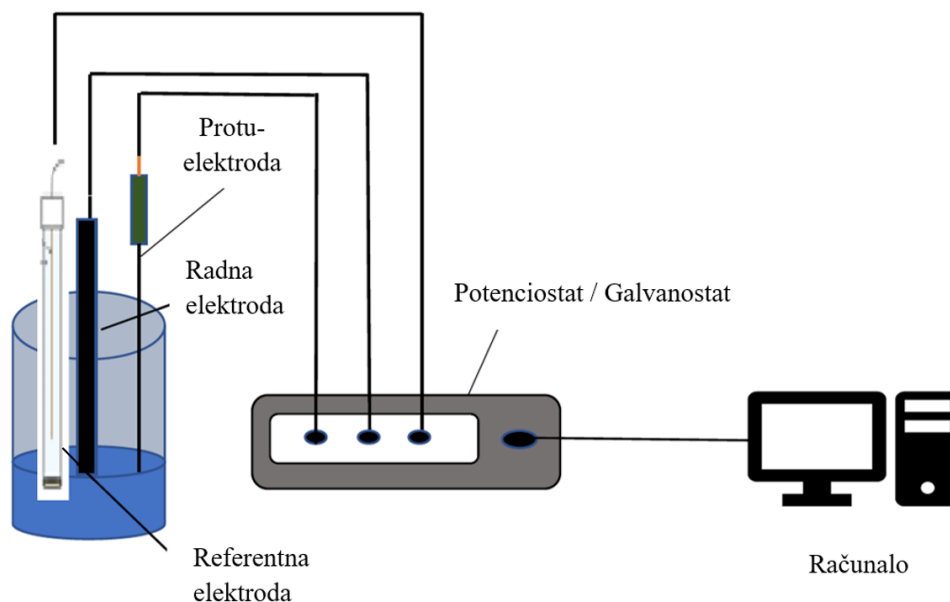 Protu-
elektroda
Radna
elektroda
Potenciostat / Galvanostat
Referentna
elektroda
Računalo